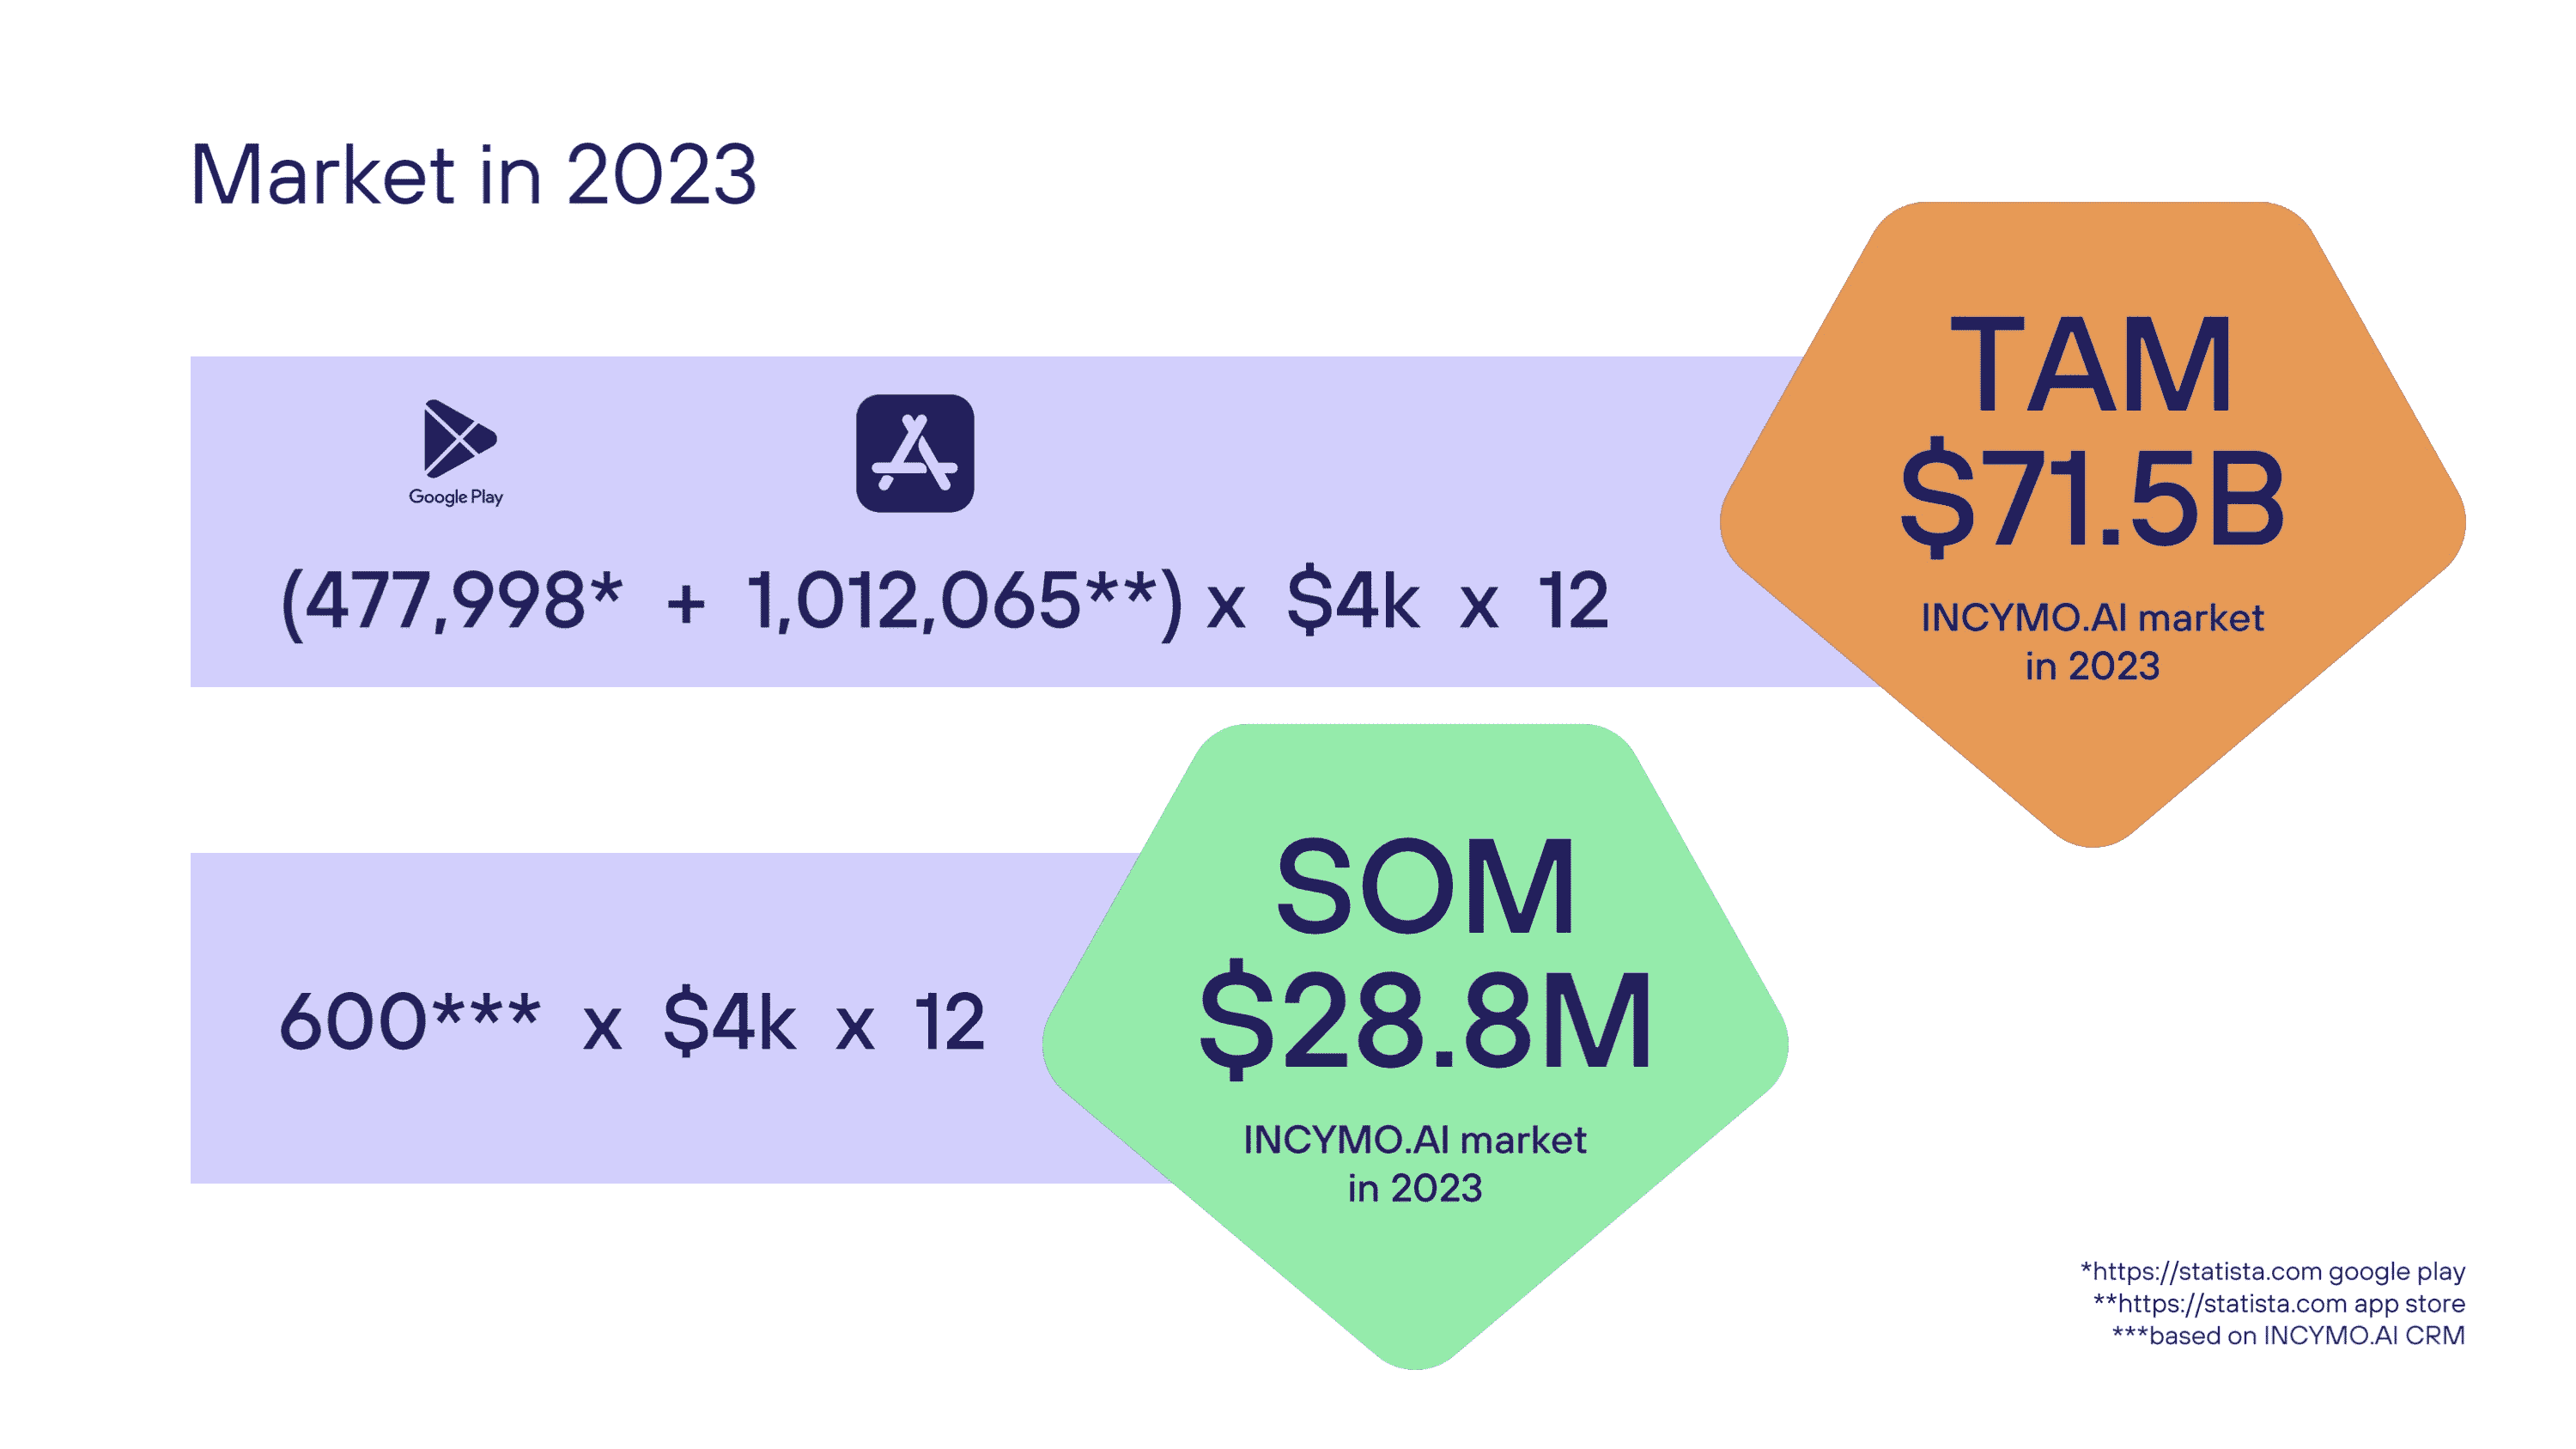 Market in 2023
Google Play
(477,998* + 1,012,065**) x $4k x 12
TAM
$71.5B
INCYMO.AI market
in 2023
600*** x $4k x 12
SOM
$28.8M
INCYMO.AI market
in 2023
*https://statista.com google play
**https://statista.com app store
***based on INCYMO.AI CRM